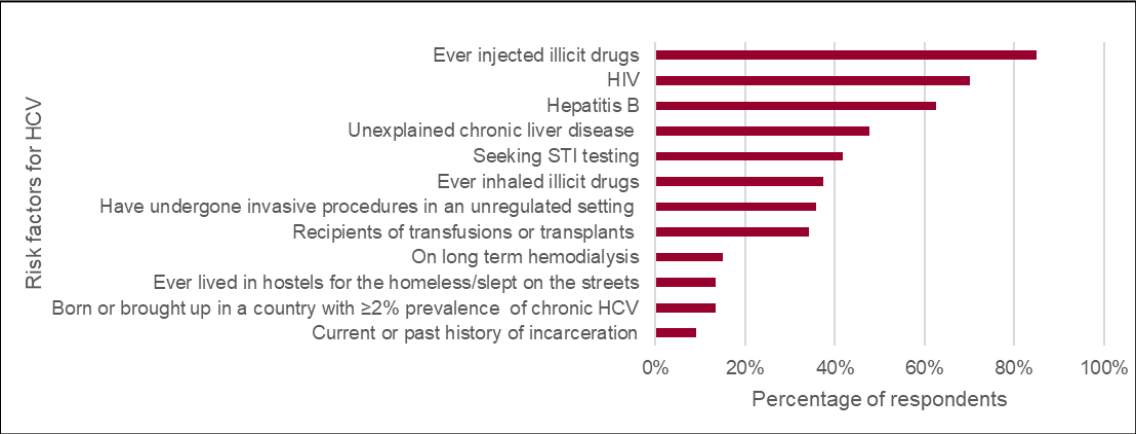 Risk factors for HCV
Ever injected illicit drugs
HIV
Hepatitis B
Unexplained chronic liver disease
Seeking STI testing
Ever inhaled illicit drugs
Have undergone invasive procedures in an unregulated setting
Recipients of transfusions or transplants
On long term hemodialysis
Ever lived in hostels for the homeless/slept on the streets
Born or brought up in a country with ≥2% prevalence of chronic HCV
Current or past history of incarceration
0% 20% 40% 60% 80% 100%
Percentage of respondents